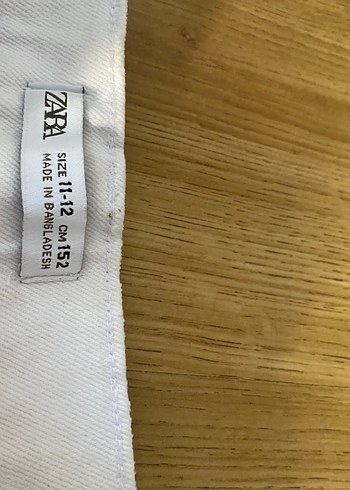 ZARA
SIZE 11-12 CM 152
MADE IN BANGLADESH